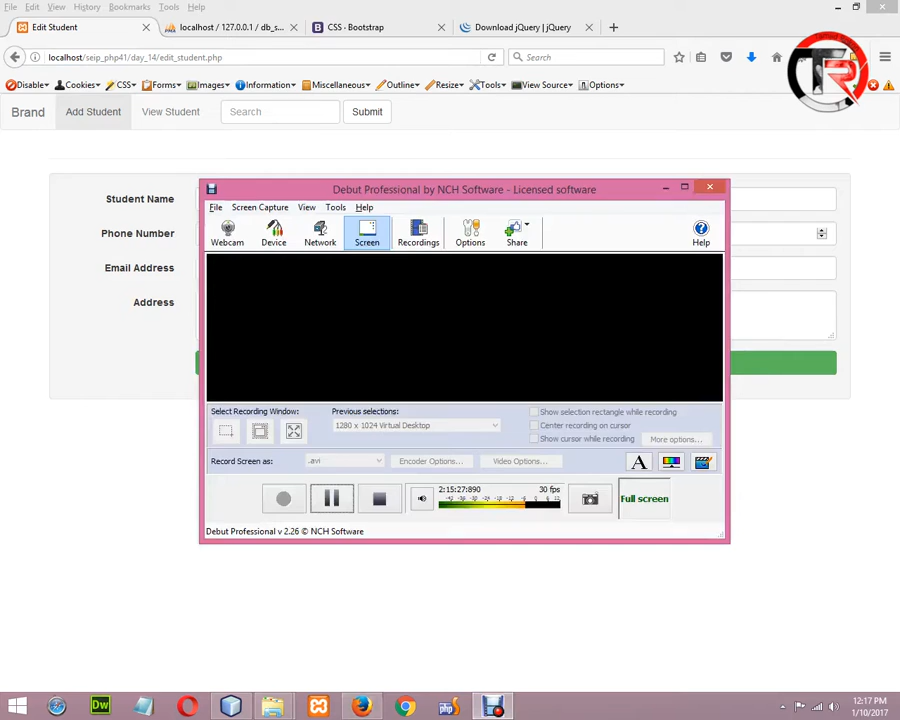 File Edit View History Bookmarks Tools Help
Edit Student
localhost / 127.0.0.1 / db_s...
CSS · Bootstrap
Download jQuery | jQuery
localhost/seip_php41/day_14/edit_student.php
Search
Disable Cookies CSS Forms Images Information Miscellaneous Outline Resize Tools View Source Options
Brand Add Student View Student Search Submit
Debut Professional by NCH Software - Licensed software
File Screen Capture View Tools Help
Webcam Device Network Screen Recordings Options Share Help
Student Name
Phone Number
Email Address
Address
Select Recording Window:
Previous selections:
1280 x 1024 Virtual Desktop
Show selection rectangle while recording
Center recording on cursor
Show cursor while recording
More options...
Record Screen as: .avi Encoder Options... Video Options...
2:15:27:890 30 fps
Full screen
Debut Professional v 2.26 © NCH Software
12:17 PM
1/10/2017